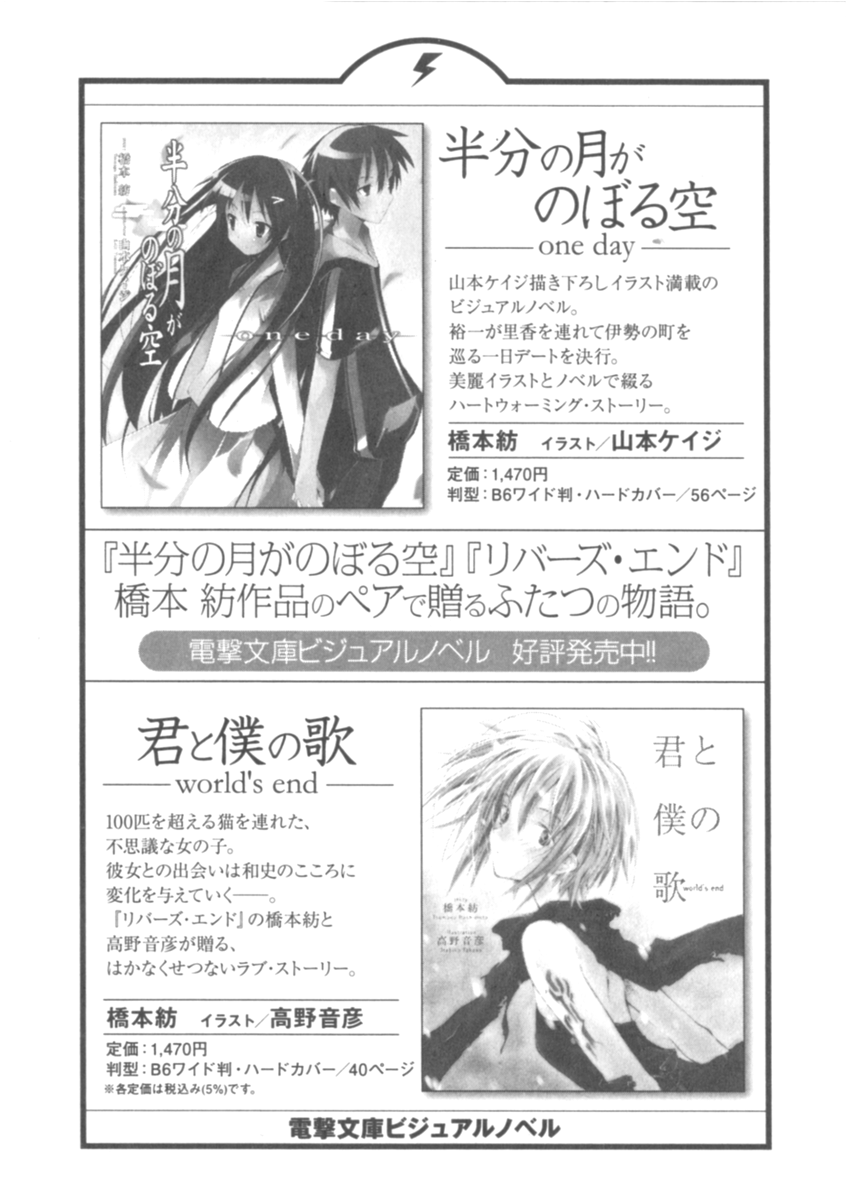 半分の月が
のぼる空
one day
山本ケイジ描き下ろしイラスト満載の
ビジュアルノベル。
裕一が里香を連れて伊勢の町を
巡る一日デートを決行。
美麗イラストとノベルで綴る
ハートウォーミング・ストーリー。
橋本紡 イラスト／山本ケイジ
定価：1,470円
判型：B6ワイド判・ハードカバー／56ページ
半分の月が
のぼる空
橋本 紡
one day
『半分の月がのぼる空』『リバーズ・エンド』
橋本 紡作品のペアで贈るふたつの物語。
電撃文庫ビジュアルノベル 好評発売中!!
君と僕の歌
world's end
100匹を超える猫を連れた、
不思議な女の子。
彼女との出会いは和史のこころに
変化を与えていく――。
『リバーズ・エンド』の橋本紡と
高野音彦が贈る、
はかなくせつないラブ・ストーリー。
橋本紡 イラスト／高野音彦
定価：1,470円
判型：B6ワイド判・ハードカバー／40ページ
※各定価は税込み(5%)です。
君と
僕の
歌 world's end
橋本紡
高野音彦
電撃文庫ビジュアルノベル